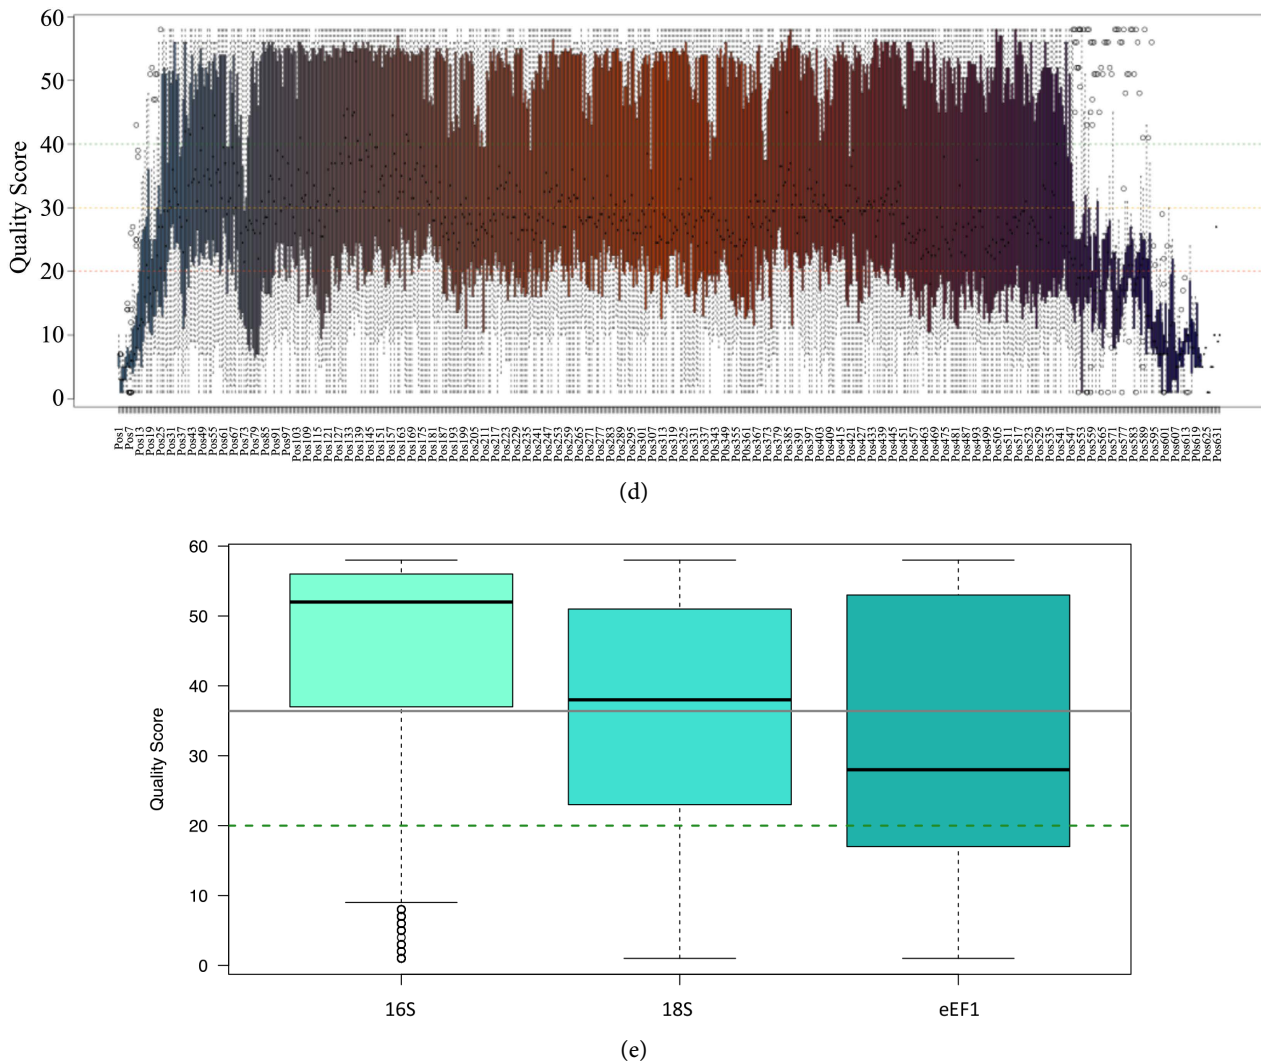 60
50
40
30
20
10
0
Quality Score
Pos1 Pos7 Pos13 Pos19 Pos25 Pos31 Pos37 Pos43 Pos49 Pos55 Pos61 Pos67 Pos73 Pos79 Pos85 Pos91 Pos97 Pos103 Pos109 Pos115 Pos121 Pos127 Pos133 Pos139 Pos145 Pos151 Pos157 Pos163 Pos169 Pos175 Pos181 Pos187 Pos193 Pos199 Pos205 Pos211 Pos217 Pos223 Pos229 Pos235 Pos241 Pos247 Pos253 Pos259 Pos265 Pos271 Pos277 Pos283 Pos289 Pos295 Pos301 Pos307 Pos313 Pos319 Pos325 Pos331 Pos337 P0s343 P0s349 Pos355 P0s361 Pos367 Pos373 Pos379 Pos385 Pos391 Pos397 Pos403 Pos409 Pos415 Pos421 Pos427 Pos433 Pos439 Pos445 Pos451 Pos457 Pos463 Pos469 Pos475 Pos481 Pos487 Pos493 Pos499 Pos505 Pos511 Pos517 Pos523 Pos529 Pos535 Pos541 Pos547 Pos553 Pos559 Pos565 Pos571 Pos577 Pos583 Pos589 Pos595 Pos601 Pos607 Pos613 P0s619 Pos625 Pos631
(d)
60
50
40
30
20
10
0
Quality Score
16S 18S eEF1
(e)